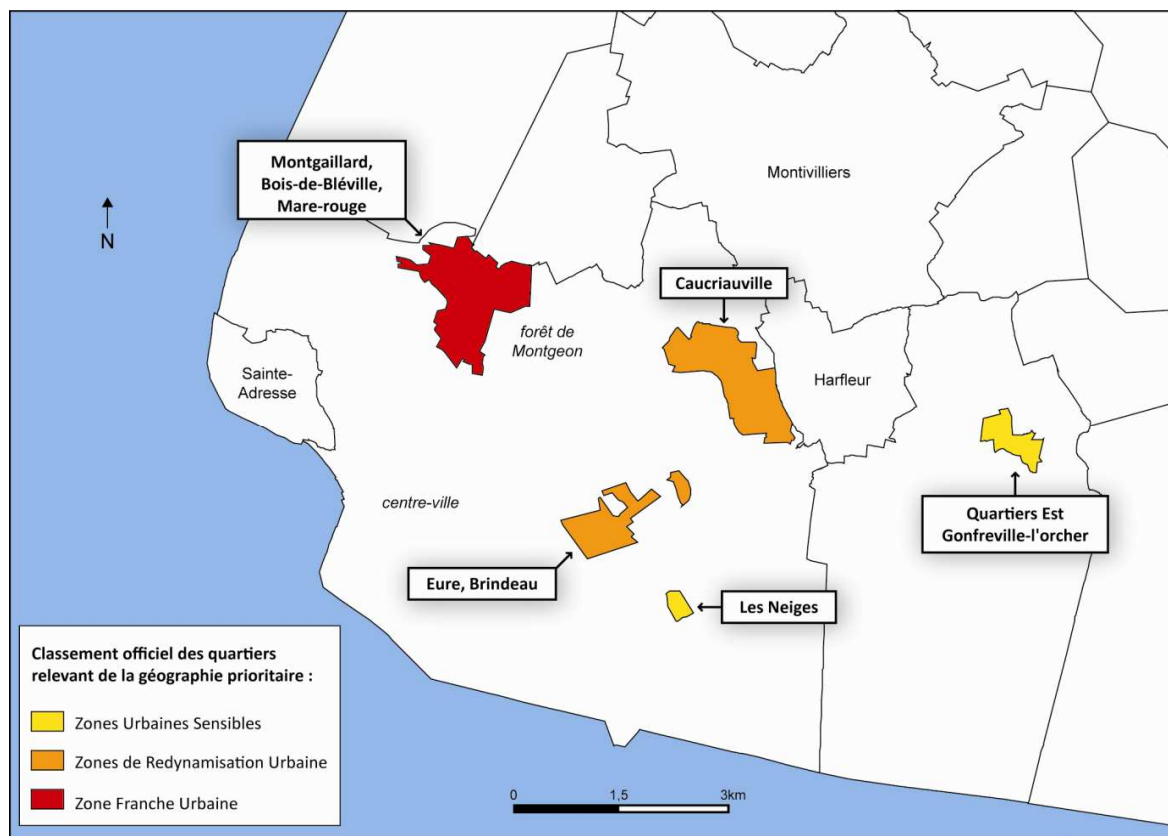 Montgaillard,
Bois-de-Bléville,
Mare-rouge
Montivilliers
N
Caucriauville
forêt de
Montgeon
Sainte-
Adresse
Harfleur
centre-ville
Quartiers Est
Gonfreville-l'orcher
Eure, Brindeau
Les Neiges
Classement officiel des quartiers
relevant de la géographie prioritaire :
Zones Urbaines Sensibles
Zones de Redynamisation Urbaine
Zone Franche Urbaine
0 1,5 3km